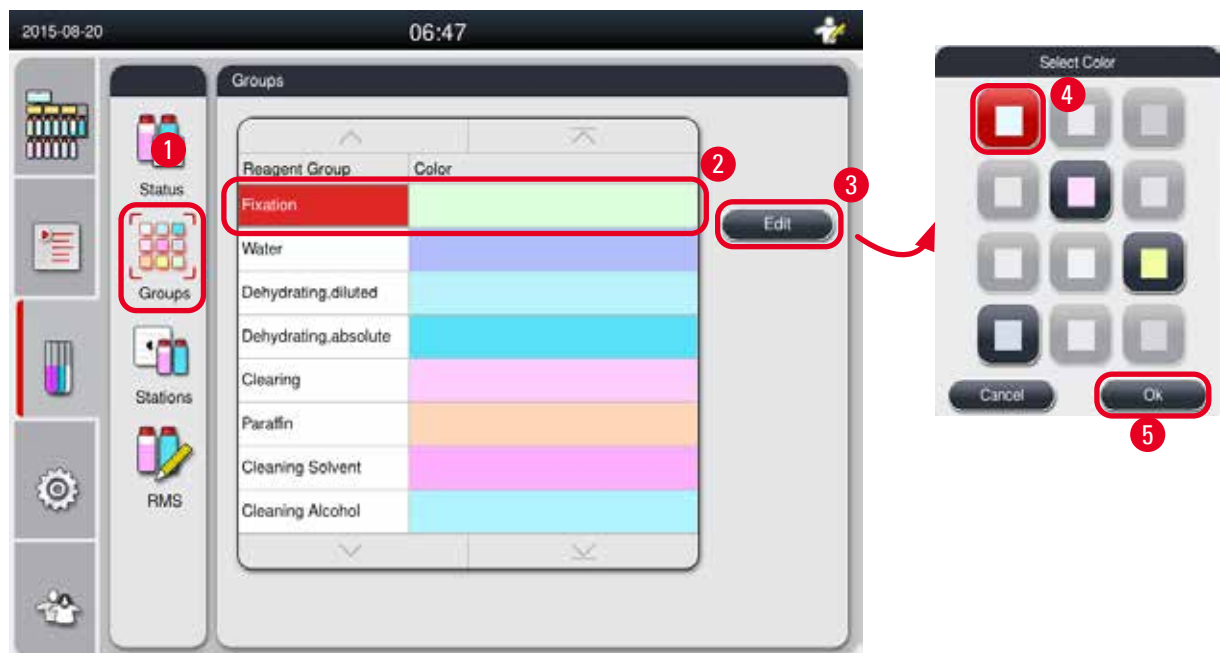 2015-08-20
06:47
Groups
1
Status
Groups
Stations
RMS
Reagent Group Color
2
Fixation
Water
Dehydrating,diluted
Dehydrating,absolute
Clearing
Paraffin
Cleaning Solvent
Cleaning Alcohol
3
Edit
Select Color
4
Cancel
Ok
5